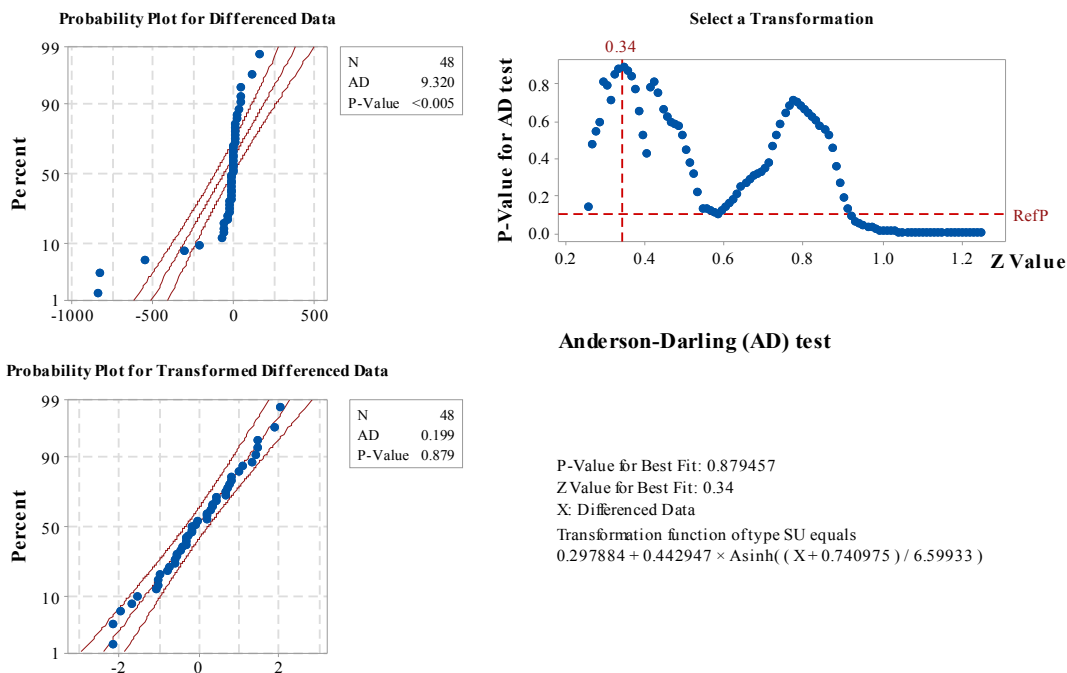 Probability Plot for Differenced Data
99
90
50
10
1
Percent
-1000 -500 0 500
N 48
AD 9.320
P-Value <0.005
Select a Transformation
0.34
P-Value for AD test
0.8
0.6
0.4
0.2
0.0
RefP
0.2 0.4 0.6 0.8 1.0 1.2
Z Value
Anderson-Darling (AD) test
Probability Plot for Transformed Differenced Data
99
90
50
10
1
Percent
-2 0 2
N 48
AD 0.199
P-Value 0.879
P-Value for Best Fit: 0.879457
Z Value for Best Fit: 0.34
X: Differenced Data
Transformation function of type SU equals
0.297884 + 0.442947 × Asinh( ( X + 0.740975 ) / 6.59933 )